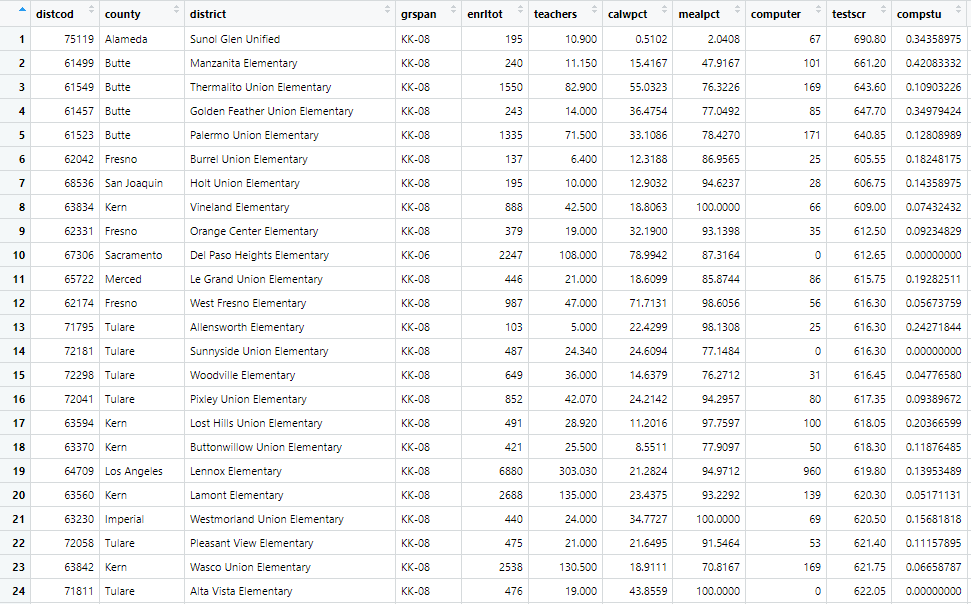 distcod county district grspan enrltot teachers calwpct mealpct computer testscr compstu
1 75119 Alameda Sunol Glen Unified KK-08 195 10.900 0.5102 2.0408 67 690.80 0.34358975
2 61499 Butte Manzanita Elementary KK-08 240 11.150 15.4167 47.9167 101 661.20 0.42083332
3 61549 Butte Thermalito Union Elementary KK-08 1550 82.900 55.0323 76.3226 169 643.60 0.10903226
4 61457 Butte Golden Feather Union Elementary KK-08 243 14.000 36.4754 77.0492 85 647.70 0.34979424
5 61523 Butte Palermo Union Elementary KK-08 1335 71.500 33.1086 78.4270 171 640.85 0.12808989
6 62042 Fresno Burrel Union Elementary KK-08 137 6.400 12.3188 86.9565 25 605.55 0.18248175
7 68536 San Joaquin Holt Union Elementary KK-08 195 10.000 12.9032 94.6237 28 606.75 0.14358975
8 63834 Kern Vineland Elementary KK-08 888 42.500 18.8063 100.0000 66 609.00 0.07432432
9 62331 Fresno Orange Center Elementary KK-08 379 19.000 32.1900 93.1398 35 612.50 0.09234829
10 67306 Sacramento Del Paso Heights Elementary KK-06 2247 108.000 78.9942 87.3164 0 612.65 0.00000000
11 65722 Merced Le Grand Union Elementary KK-08 446 21.000 18.6099 85.8744 86 615.75 0.19282511
12 62174 Fresno West Fresno Elementary KK-08 987 47.000 71.7131 98.6056 56 616.30 0.05673759
13 71795 Tulare Allensworth Elementary KK-08 103 5.000 22.4299 98.1308 25 616.30 0.24271844
14 72181 Tulare Sunnyside Union Elementary KK-08 487 24.340 24.6094 77.1484 0 616.30 0.00000000
15 72298 Tulare Woodville Elementary KK-08 649 36.000 14.6379 76.2712 31 616.45 0.04776580
16 72041 Tulare Pixley Union Elementary KK-08 852 42.070 24.2142 94.2957 80 617.35 0.09389672
17 63594 Kern Lost Hills Union Elementary KK-08 491 28.920 11.2016 97.7597 100 618.05 0.20366599
18 63370 Kern Buttonwillow Union Elementary KK-08 421 25.500 8.5511 77.9097 50 618.30 0.11876485
19 64709 Los Angeles Lennox Elementary KK-08 6880 303.030 21.2824 94.9712 960 619.80 0.13953489
20 63560 Kern Lamont Elementary KK-08 2688 135.000 23.4375 93.2292 139 620.30 0.05171131
21 63230 Imperial Westmorland Union Elementary KK-08 440 24.000 34.7727 100.0000 69 620.50 0.15681818
22 72058 Tulare Pleasant View Elementary KK-08 475 21.000 21.6495 91.5464 53 621.40 0.11157895
23 63842 Kern Wasco Union Elementary KK-08 2538 130.500 18.9111 70.8167 169 621.75 0.06658787
24 71811 Tulare Alta Vista Elementary KK-08 476 19.000 43.8559 100.0000 0 622.05 0.00000000